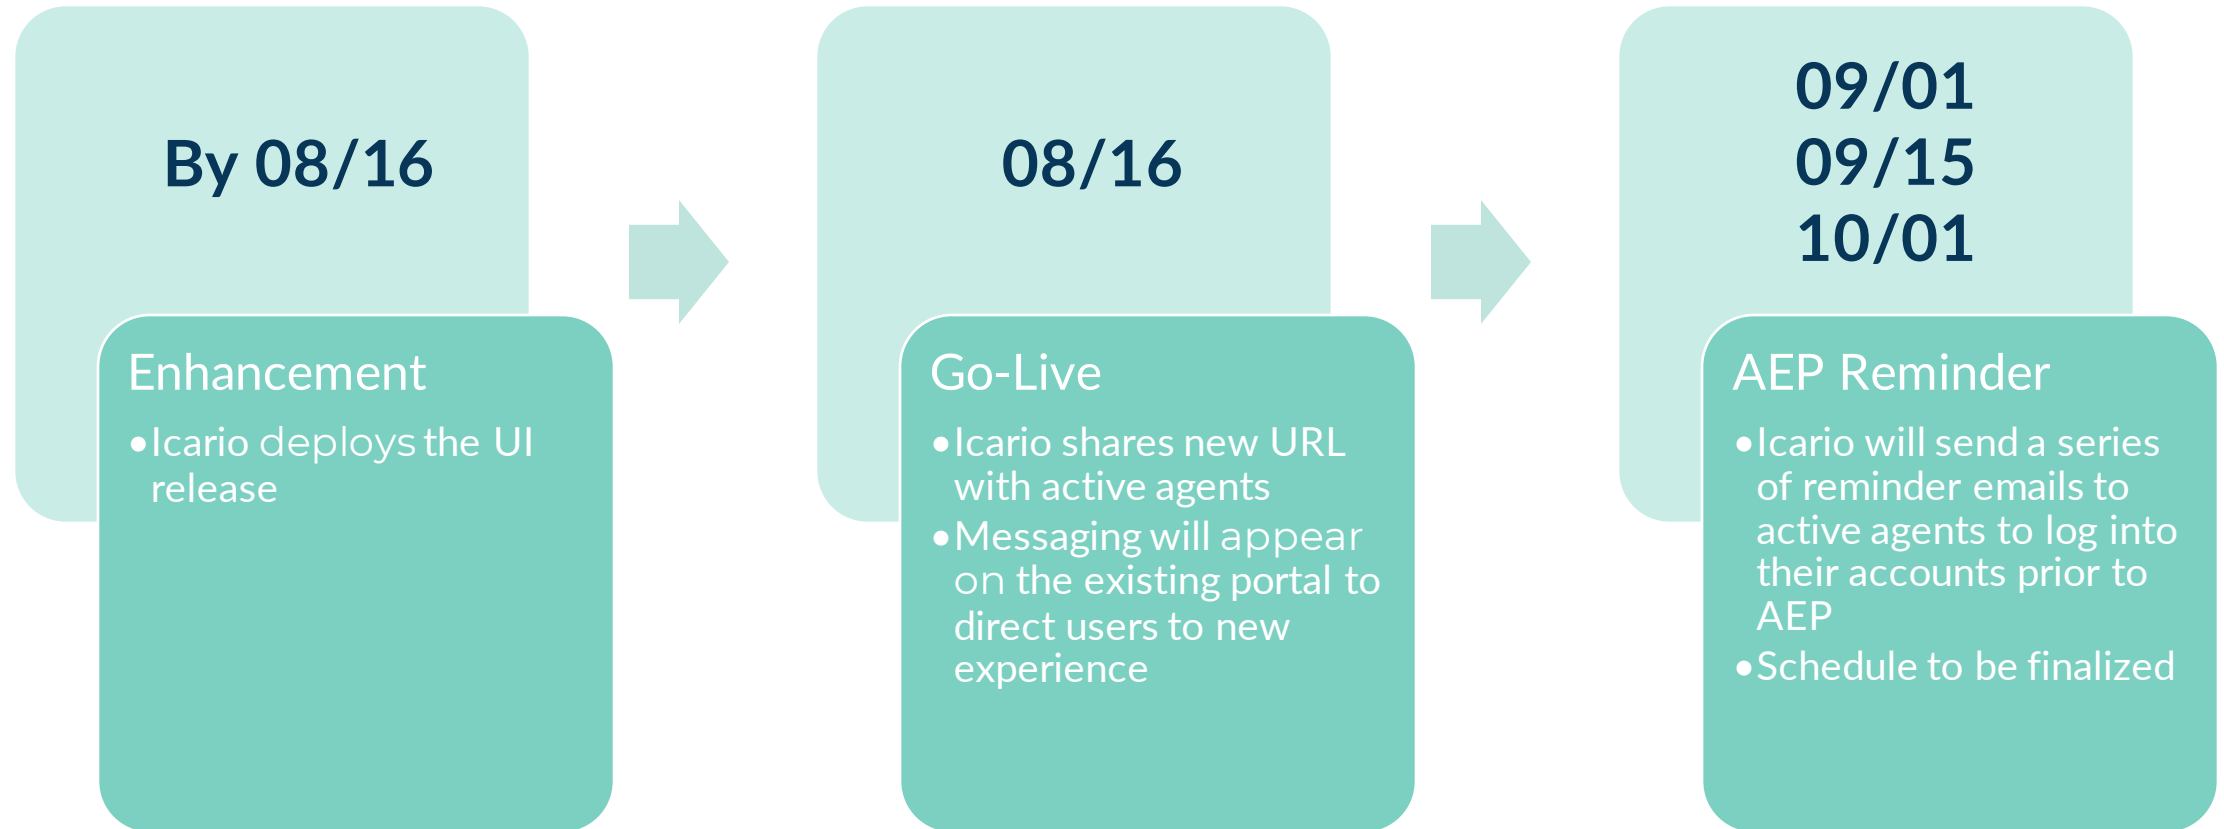 By 08/16
Enhancement
•Icario deploys the UI
release
08/16
Go-Live
•Icario shares new URL
with active agents
•Messaging will appear
on the existing portal to
direct users to new
experience
09/01
09/15
10/01
AEP Reminder
•Icario will send a series
of reminder emails to
active agents to log into
their accounts prior to
AEP
•Schedule to be finalized